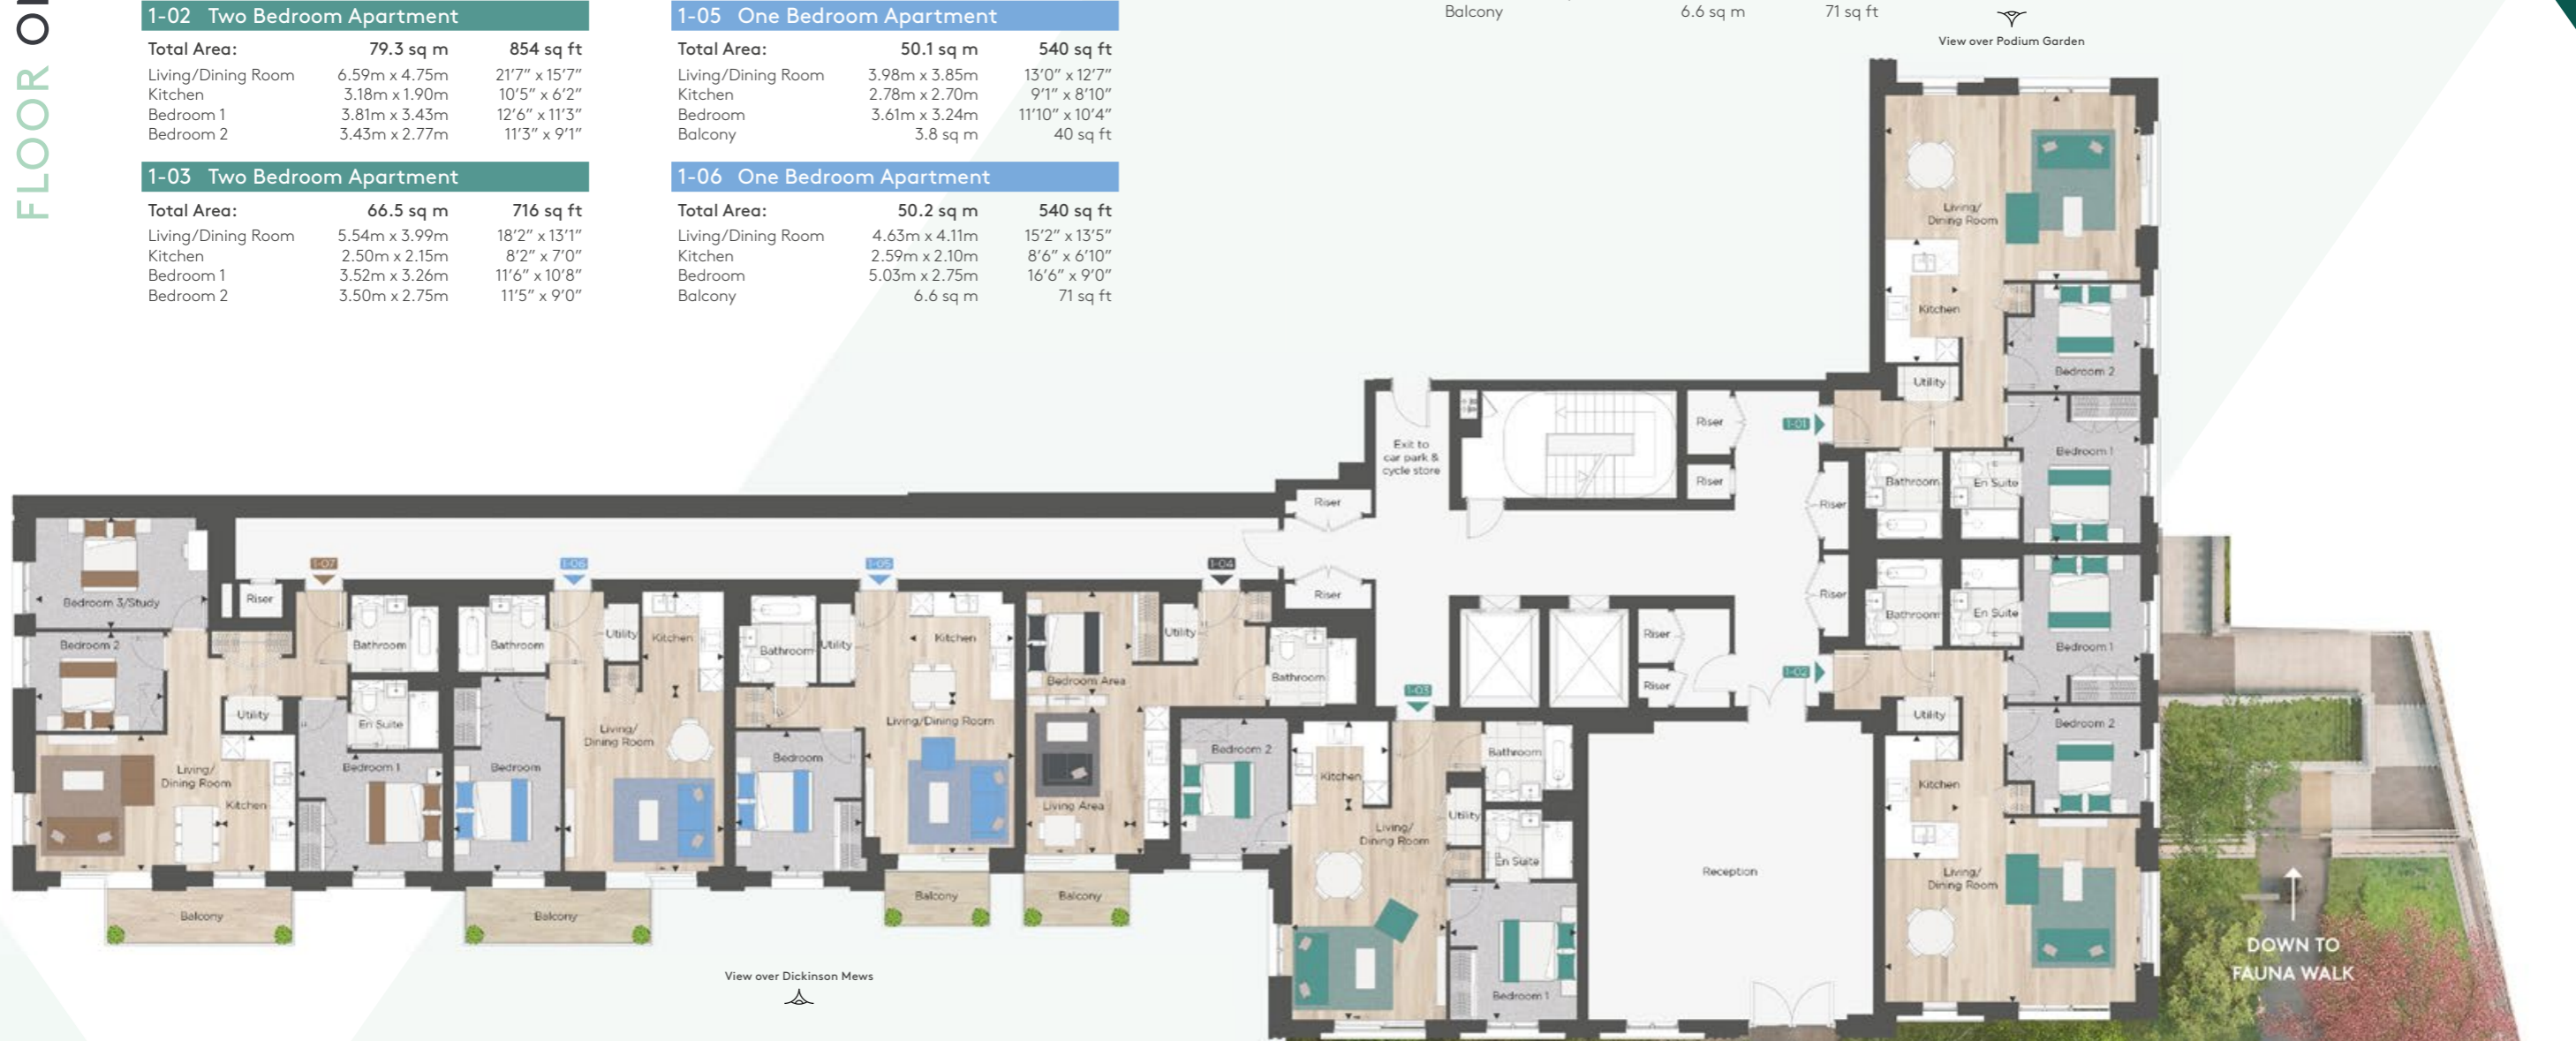 FLOOR
1-02 Two Bedroom Apartment
Total Area: 79.3 sq m 854 sq ft
Living/Dining Room 6.59m x 4.75m 21’7” x 15’7”
Kitchen 3.18m x 1.90m 10’5” x 6’2”
Bedroom 1 3.81m x 3.43m 12’6” x 11’3”
Bedroom 2 3.43m x 2.77m 11’3” x 9’1”
1-03 Two Bedroom Apartment
Total Area: 66.5 sq m 716 sq ft
Living/Dining Room 5.54m x 3.99m 18’2” x 13’1”
Kitchen 2.50m x 2.15m 8’2” x 7’0”
Bedroom 1 3.52m x 3.26m 11’6” x 10’8”
Bedroom 2 3.50m x 2.75m 11’5” x 9’0”
1-05 One Bedroom Apartment
Total Area: 50.1 sq m 540 sq ft
Living/Dining Room 3.98m x 3.85m 13’0” x 12’7”
Kitchen 2.78m x 2.70m 9’1” x 8’10”
Bedroom 3.61m x 3.24m 11’10” x 10’4”
Balcony 3.8 sq m 40 sq ft
1-06 One Bedroom Apartment
Total Area: 50.2 sq m 540 sq ft
Living/Dining Room 4.63m x 4.11m 15’2” x 13’5”
Kitchen 2.59m x 2.10m 8’6” x 6’10”
Bedroom 5.03m x 2.75m 16’6” x 9’0”
Balcony 6.6 sq m 71 sq ft
Balcony 6.6 sq m 71 sq ft
View over Podium Garden
Living/
Dining Room
Kitchen
Bedroom 2
Utility
1-01
Bedroom 1
Bathroom
En Suite
Exit to
car park &
cycle store
Riser
Riser
Riser
Riser
Riser
Riser
Riser
Riser
1-02
Bathroom
En Suite
Bedroom 1
Utility
Bedroom 2
Kitchen
Living/
Dining Room
Reception
1-07
Bedroom 3/Study
Riser
Bedroom 2
Bathroom
Utility
En Suite
Living/
Dining Room
Kitchen
Bedroom 1
Balcony
1-06
Bathroom
Utility
Kitchen
Living/
Dining Room
Bedroom
Balcony
1-05
Bathroom
Utility
Kitchen
Living/Dining Room
Bedroom
Balcony
1-04
Utility
Bathroom
Bedroom Area
Living Area
Balcony
1-03
Bedroom 2
Kitchen
Bathroom
Utility
Living/
Dining Room
En Suite
Bedroom 1
View over Dickinson Mews
DOWN TO
FAUNA WALK